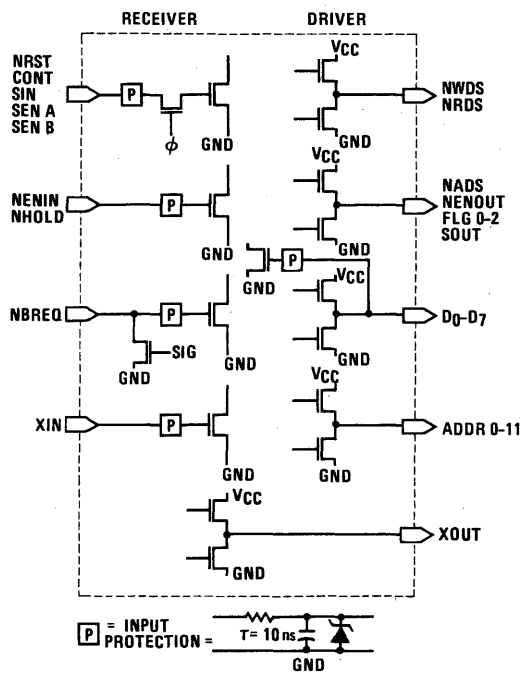 RECEIVER
DRIVER
NRST
CONT
SIN
SEN A
SEN B
P
ϕ
GND
VCC
GND
NWDS
NRDS
NENIN
NHOLD
P
GND
VCC
GND
NADS
NENOUT
FLG 0-2
SOUT
P
GND
NBREQ
P
SIG
GND
GND
VCC
GND
D0-D7
XIN
P
GND
VCC
GND
ADDR 0-11
VCC
GND
XOUT
P = INPUT
PROTECTION =
τ= 10 ns
GND